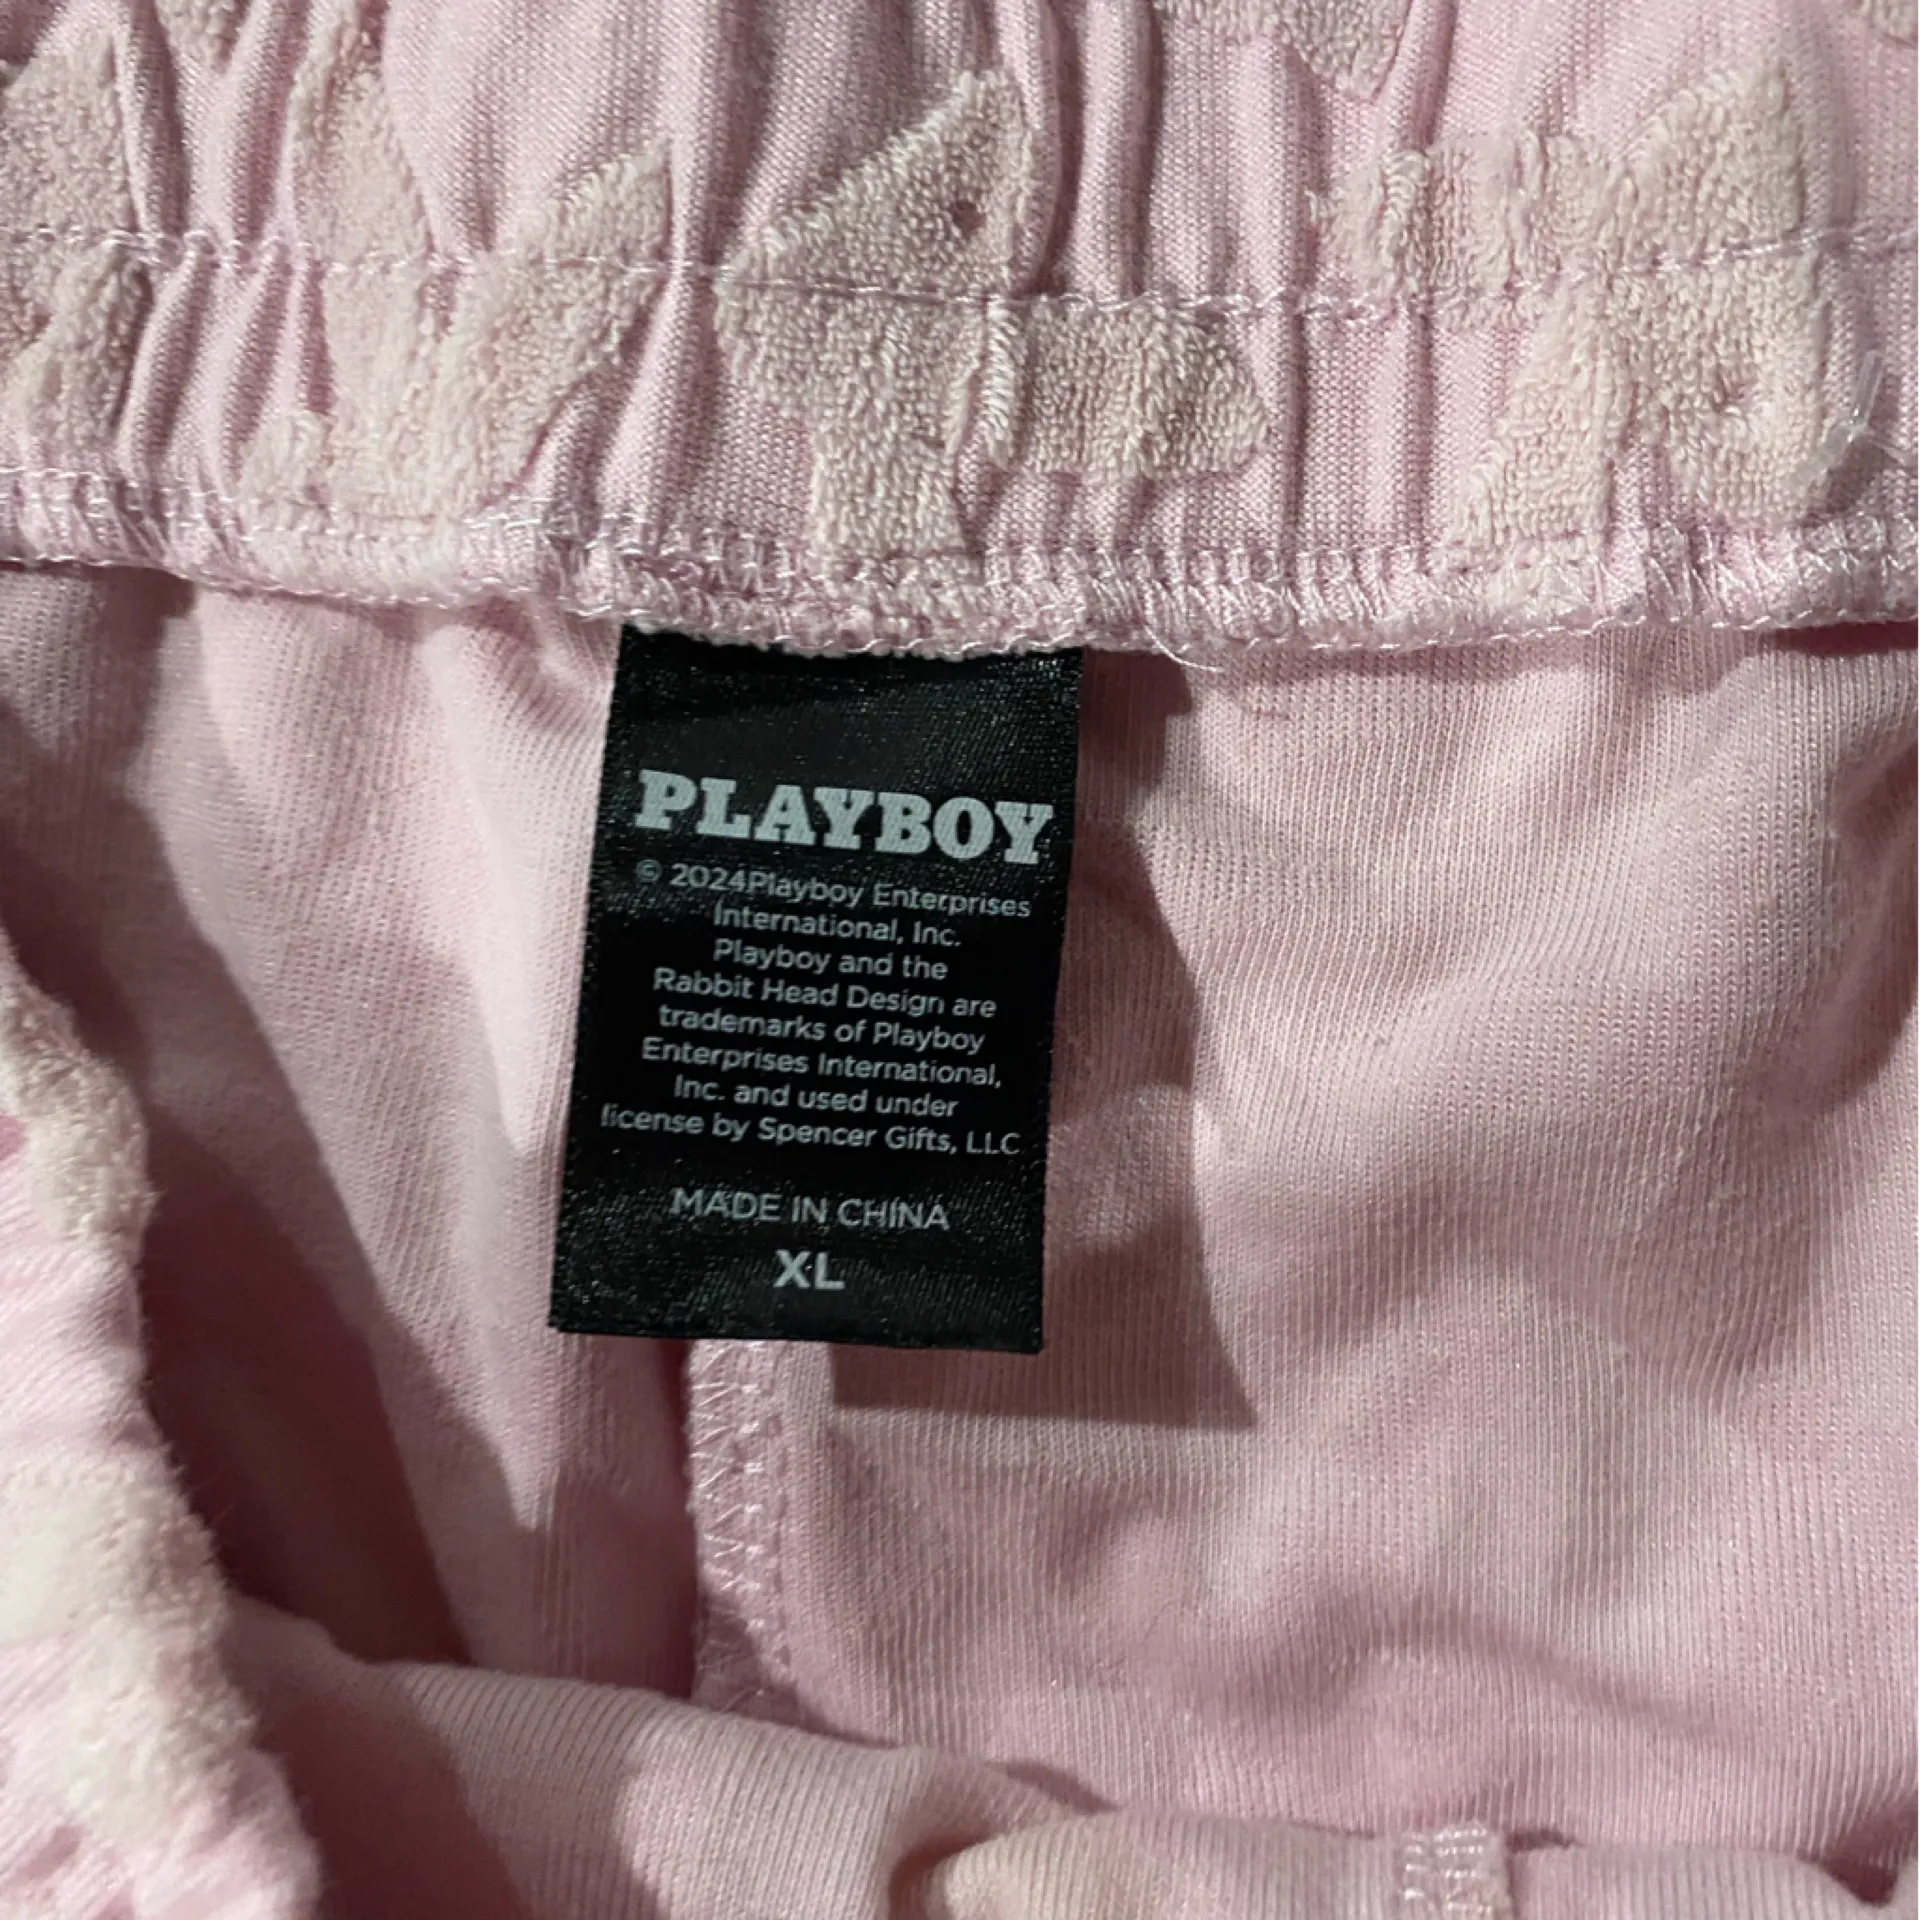 PLAYBOY
© 2024Playboy Enterprises
International, Inc.
Playboy and the
Rabbit Head Design are
trademarks of Playboy
Enterprises International,
Inc. and used under
license by Spencer Gifts, LLC
MADE IN CHINA
XL